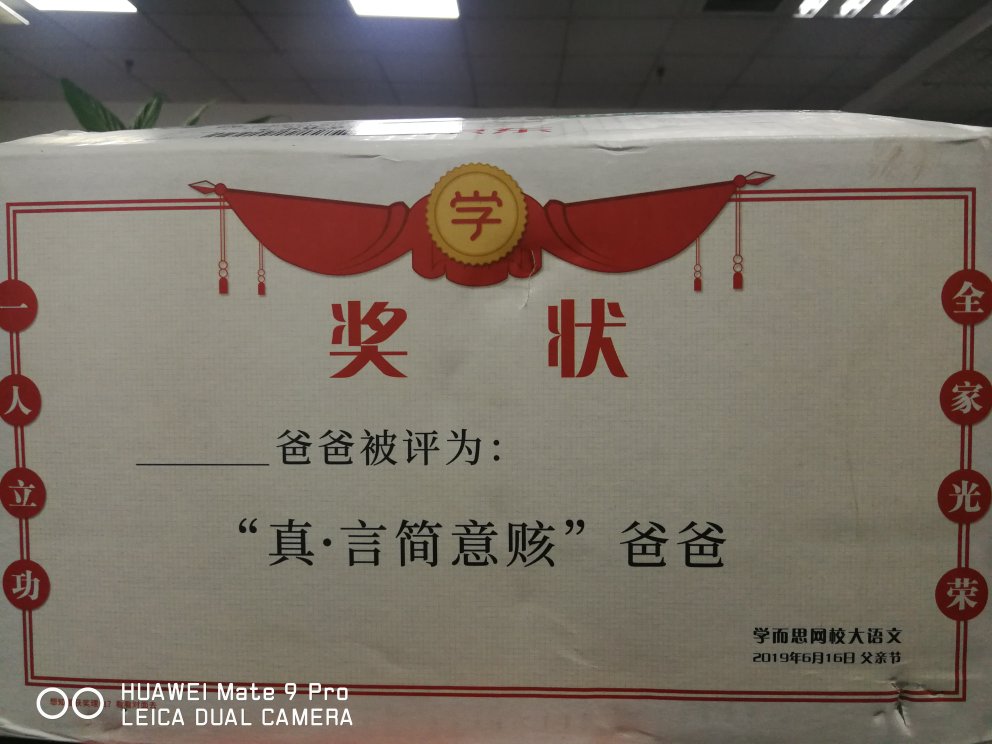 学
奖 状
爸爸被评为：
“真·言简意赅”爸爸
一人立功
全家光荣
学而思网校大语文
2019年6月16日 父亲节
HUAWEI Mate 9 Pro
LEICA DUAL CAMERA